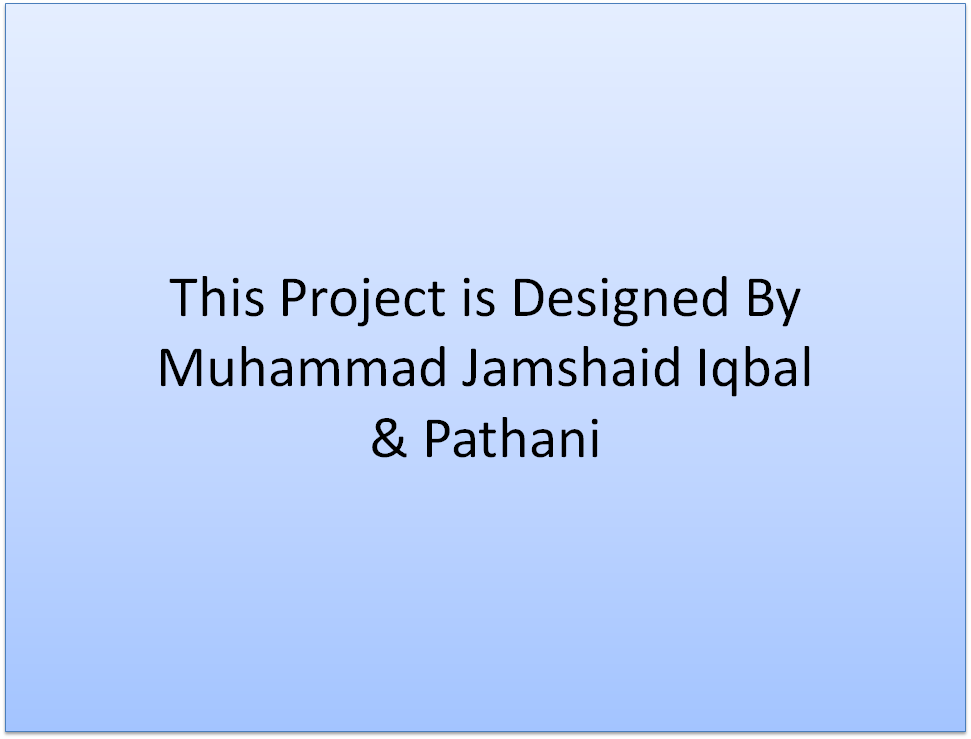 This Project is Designed By
Muhammad Jamshaid Iqbal
& Pathani